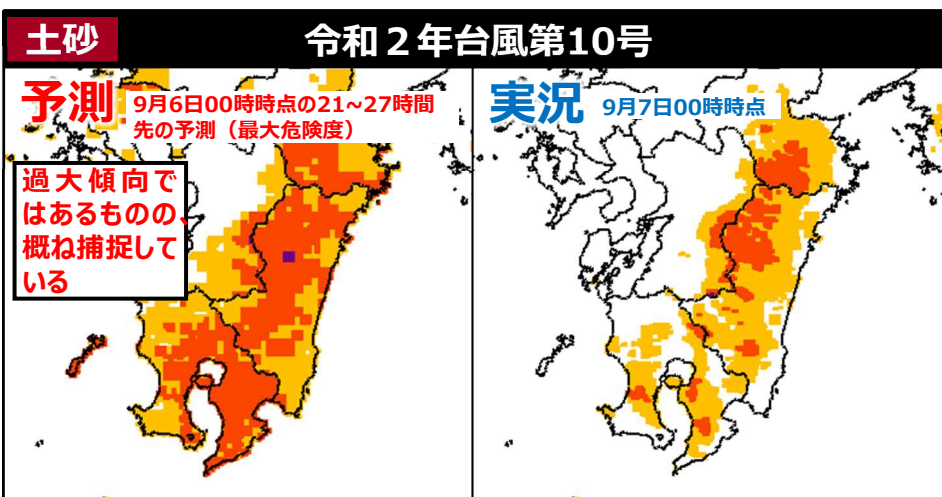 土砂
令和２年台風第10号
予測
9月6日00時時点の21~27時間
先の予測（最大危険度）
過大傾向で
はあるものの、
概ね捕捉して
いる
実況
9月7日00時時点